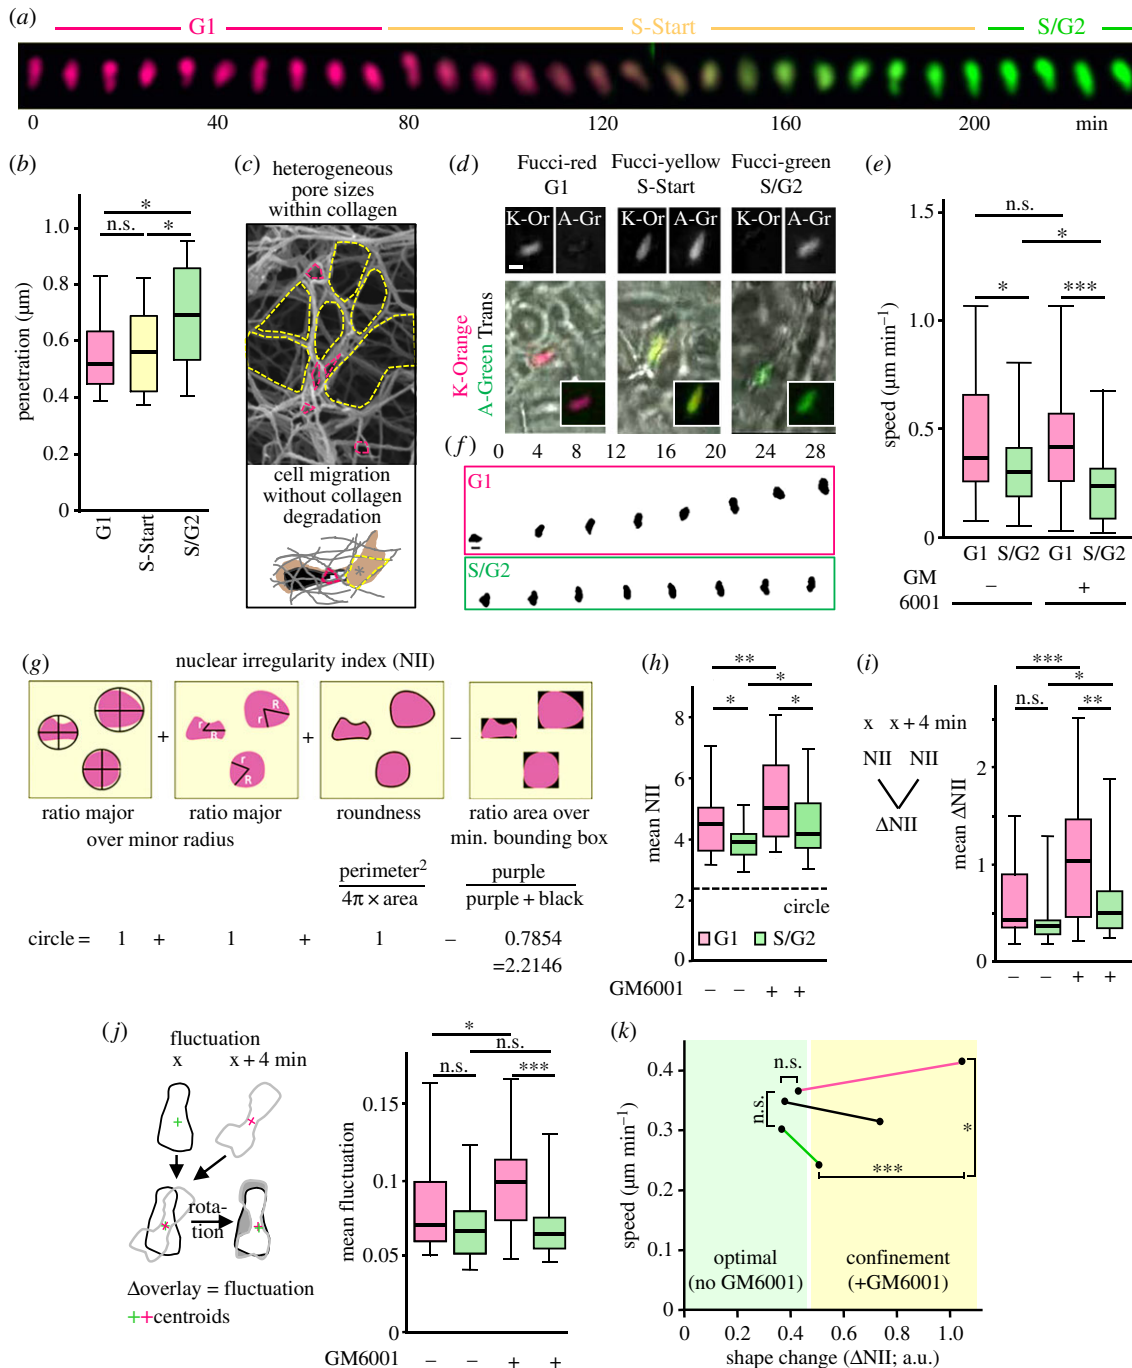 (a)
G1 S-Start S/G2
0 40 80 120 160 200 min
(b)
n.s. * *
penetration (µm)
1.0
0.8
0.6
0.4
0.2
0
G1
S-Start
S/G2
(c)
heterogeneous
pore sizes
within collagen
cell migration
without collagen
degradation
*
(d)
Fucci-red Fucci-yellow Fucci-green
G1 S-Start S/G2
K-Or A-Gr K-Or A-Gr K-Or A-Gr
K-Orange
A-Green Trans
(e)
n.s.
*
* ***
speed (µm min⁻¹)
1.5
1.0
0.5
0
G1 S/G2 G1 S/G2
GM
6001
– +
(f)
0 4 8 12 16 20 24 28
G1
S/G2
(g)
nuclear irregularity index (NII)
+ + –
r R r R r R
ratio major ratio major roundness ratio area over
over minor radius min. bounding box
perimeter² purple
4π × area purple + black
circle = 1 + 1 + 1 – 0.7854
=2.2146
(h)
**
*
* *
mean NII
8
6
4
2
0
circle
G1 S/G2
GM6001 – – + +
(i)
x x + 4 min
NII NII
ΔNII
***
*
n.s. **
mean ΔNII
2
1
0
– – + +
(j)
fluctuation
x x + 4 min
rota-
tion
Δoverlay = fluctuation
++centroids
*
n.s.
n.s. ***
mean fluctuation
0.15
0.1
0.05
0
GM6001 – – + +
(k)
n.s.
n.s.
*
***
speed (µm min⁻¹)
0.4
0.3
0.2
0.1
0
optimal confinement
(no GM6001) (+GM6001)
0 0.2 0.4 0.6 0.8 1.0
shape change (ΔNII; a.u.)